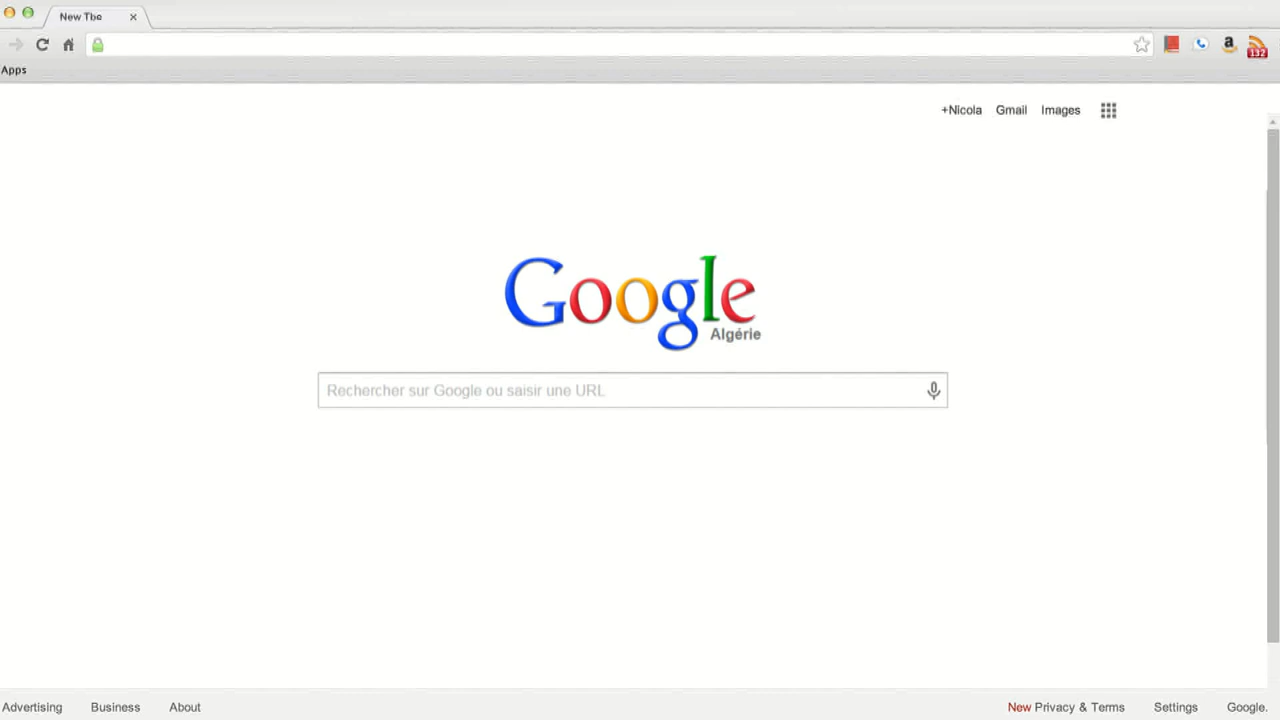 New Tbe
132
Apps
+Nicola Gmail Images
Google
Algérie
Rechercher sur Google ou saisir une URL
Advertising Business About New Privacy & Terms Settings Google.